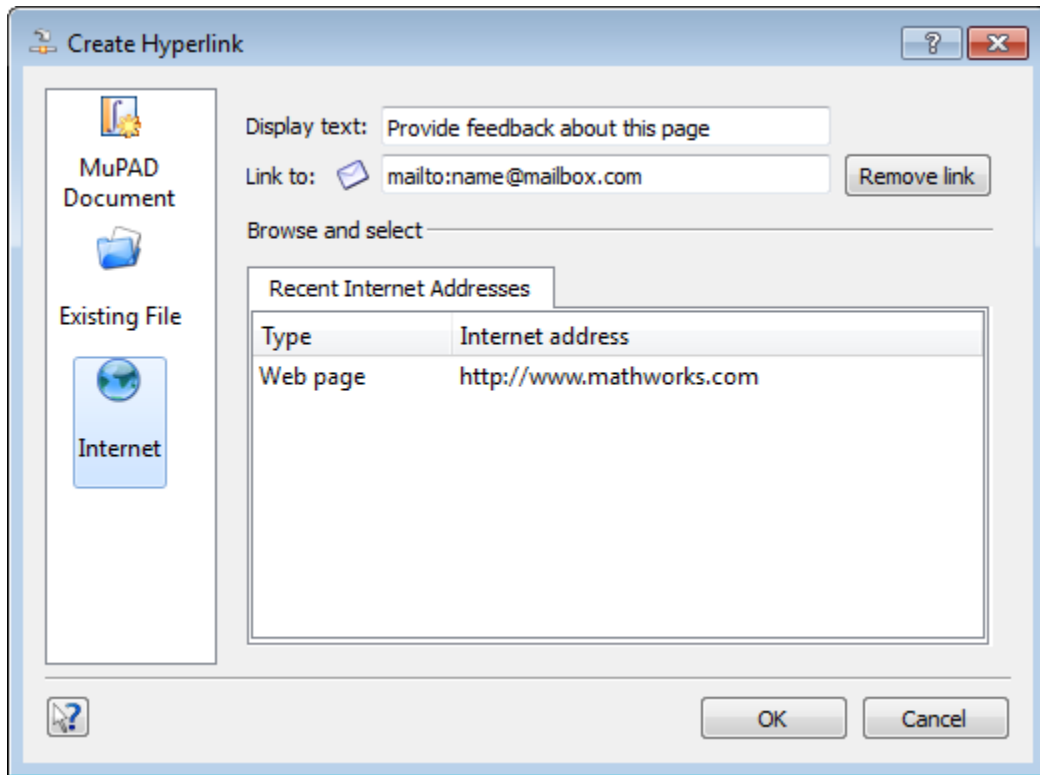 Create Hyperlink
MuPAD
Document
Existing File
Internet
Display text: Provide feedback about this page
Link to: mailto:name@mailbox.com Remove link
Browse and select
Recent Internet Addresses
Type Internet address
Web page http://www.mathworks.com
OK Cancel